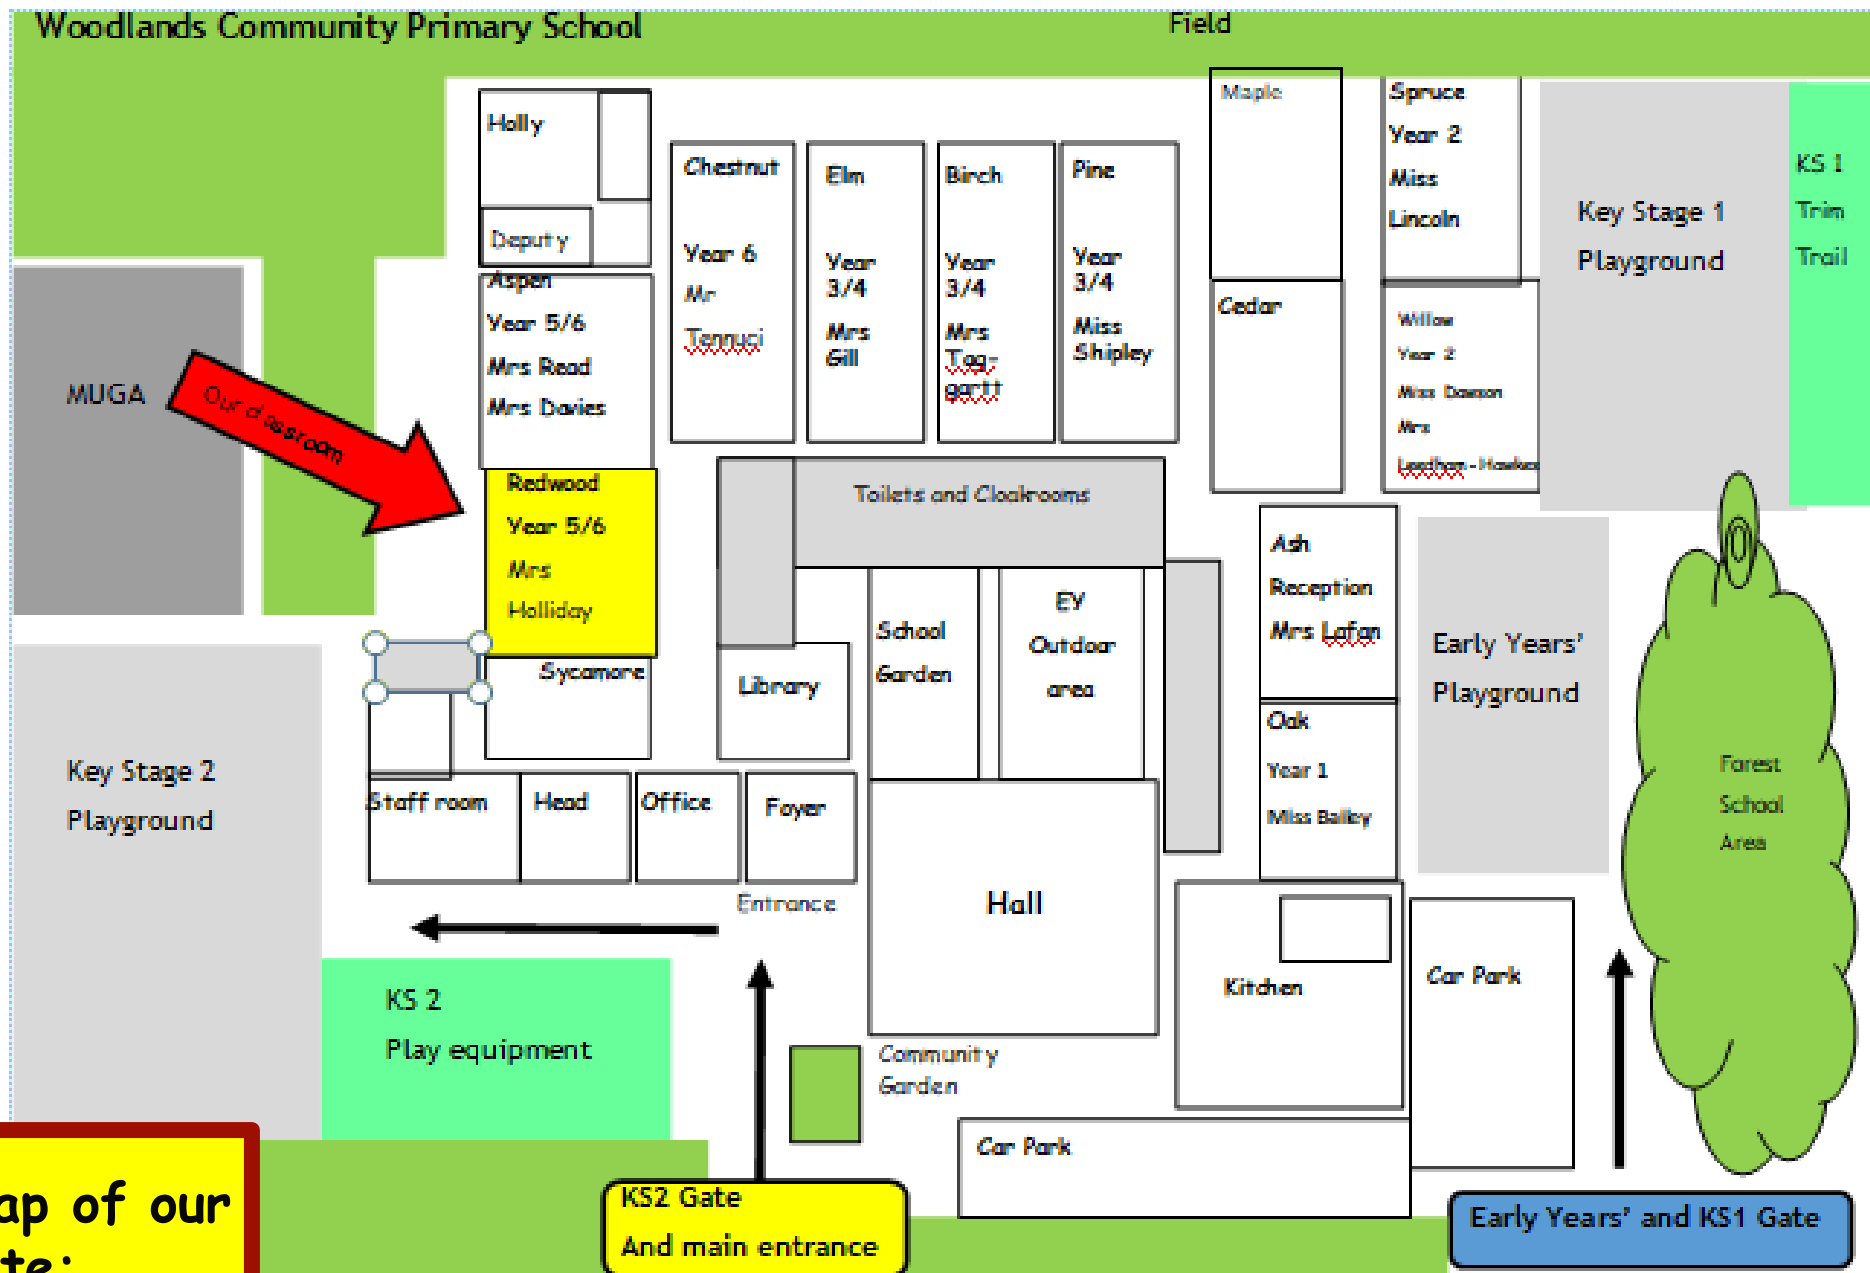 Woodlands Community Primary School
Field
Holly
Deputy
Aspen
Year 5/6
Mrs Read
Mrs Davies
Redwood
Year 5/6
Mrs
Holliday
Sycamore
Chestnut
Year 6
Mr
Tennuci
Elm
Year
3/4
Mrs
Gill
Birch
Year
3/4
Mrs
Tag-
gartt
Pine
Year
3/4
Miss
Shipley
Maple
Cedar
Spruce
Year 2
Miss
Lincoln
Willow
Year 2
Miss Dawson
Mrs
Leedham-Hawkes
Key Stage 1
Playground
KS 1
Trim
Trail
MUGA
Our classroom
Toilets and Cloakrooms
Library
School
Garden
EY
Outdoor
area
Ash
Reception
Mrs Lafan
Oak
Year 1
Miss Bailey
Early Years'
Playground
Forest
School
Area
Key Stage 2
Playground
Staff room
Head
Office
Foyer
Entrance
Hall
Kitchen
Car Park
KS 2
Play equipment
Community
Garden
Car Park
KS2 Gate
And main entrance
Early Years' and KS1 Gate
ap of our
te: